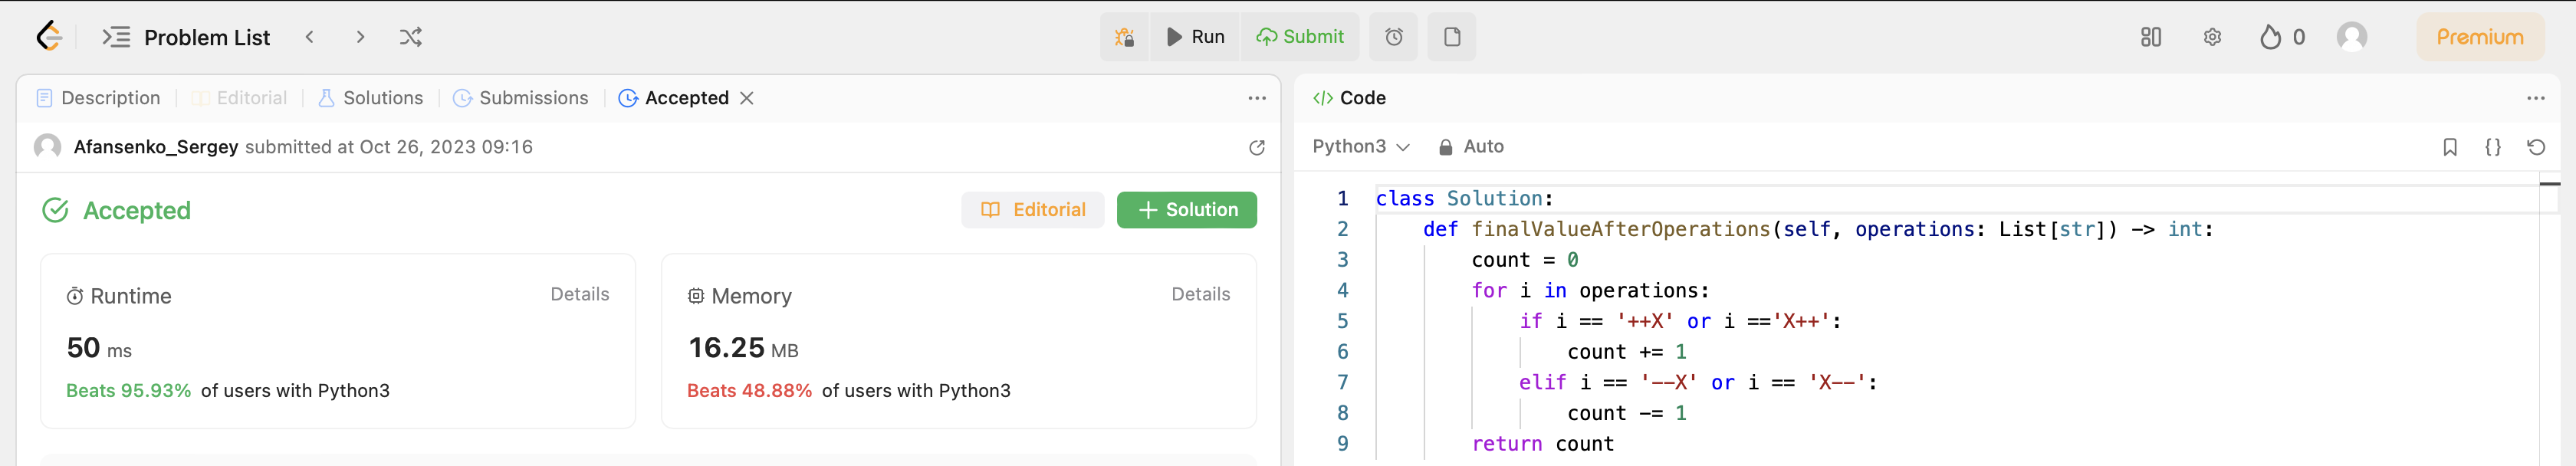 Problem List
Run
Submit
0
Premium
Description
Editorial
Solutions
Submissions
Accepted
Afansenko_Sergey submitted at Oct 26, 2023 09:16
Accepted
Editorial
Solution
Runtime
Details
50 ms
Beats 95.93% of users with Python3
Memory
Details
16.25 MB
Beats 48.88% of users with Python3
</> Code
Python3
Auto
{}
1 class Solution:
2     def finalValueAfterOperations(self, operations: List[str]) -> int:
3         count = 0
4         for i in operations:
5             if i == '++X' or i =='X++':
6                 count += 1
7             elif i == '--X' or i == 'X--':
8                 count -= 1
9         return count